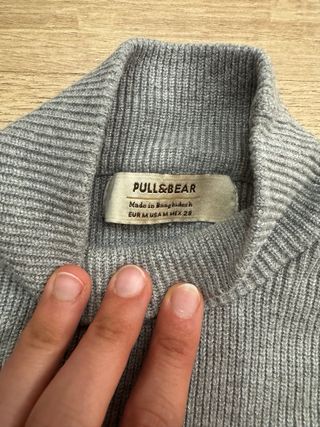 PULL&BEAR
Made in Bangladesh
EUR M USA M MEX 28